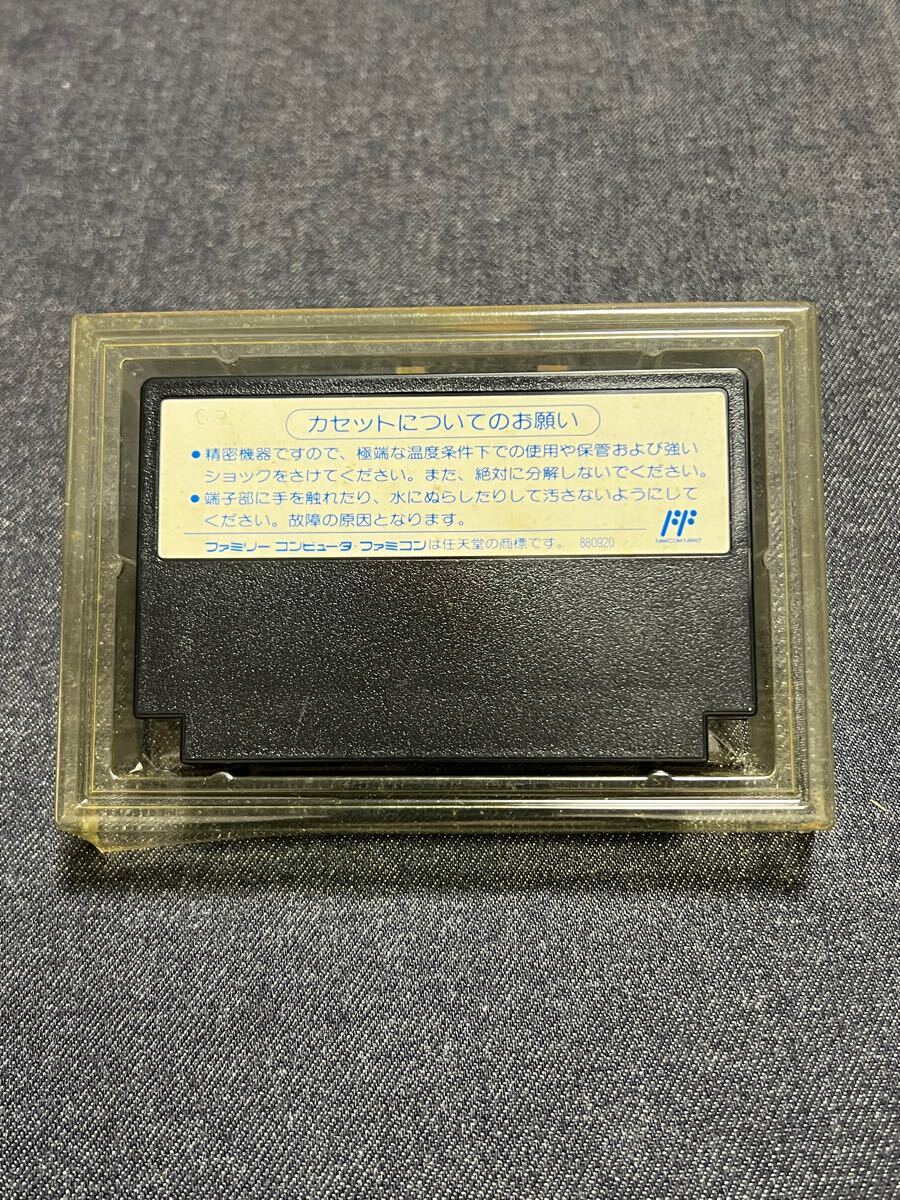 09
カセットについてのお願い
●精密機器ですので、極端な温度条件下での使用や保管および強い
ショックをさけてください。また、絶対に分解しないでください。
●端子部に手を触れたり、水にぬらしたりして汚さないようにして
ください。故障の原因となります。
ファミリー コンピュータ・ファミコンは任天堂の商標です。 880920
FF
FAMICOM FAMILY